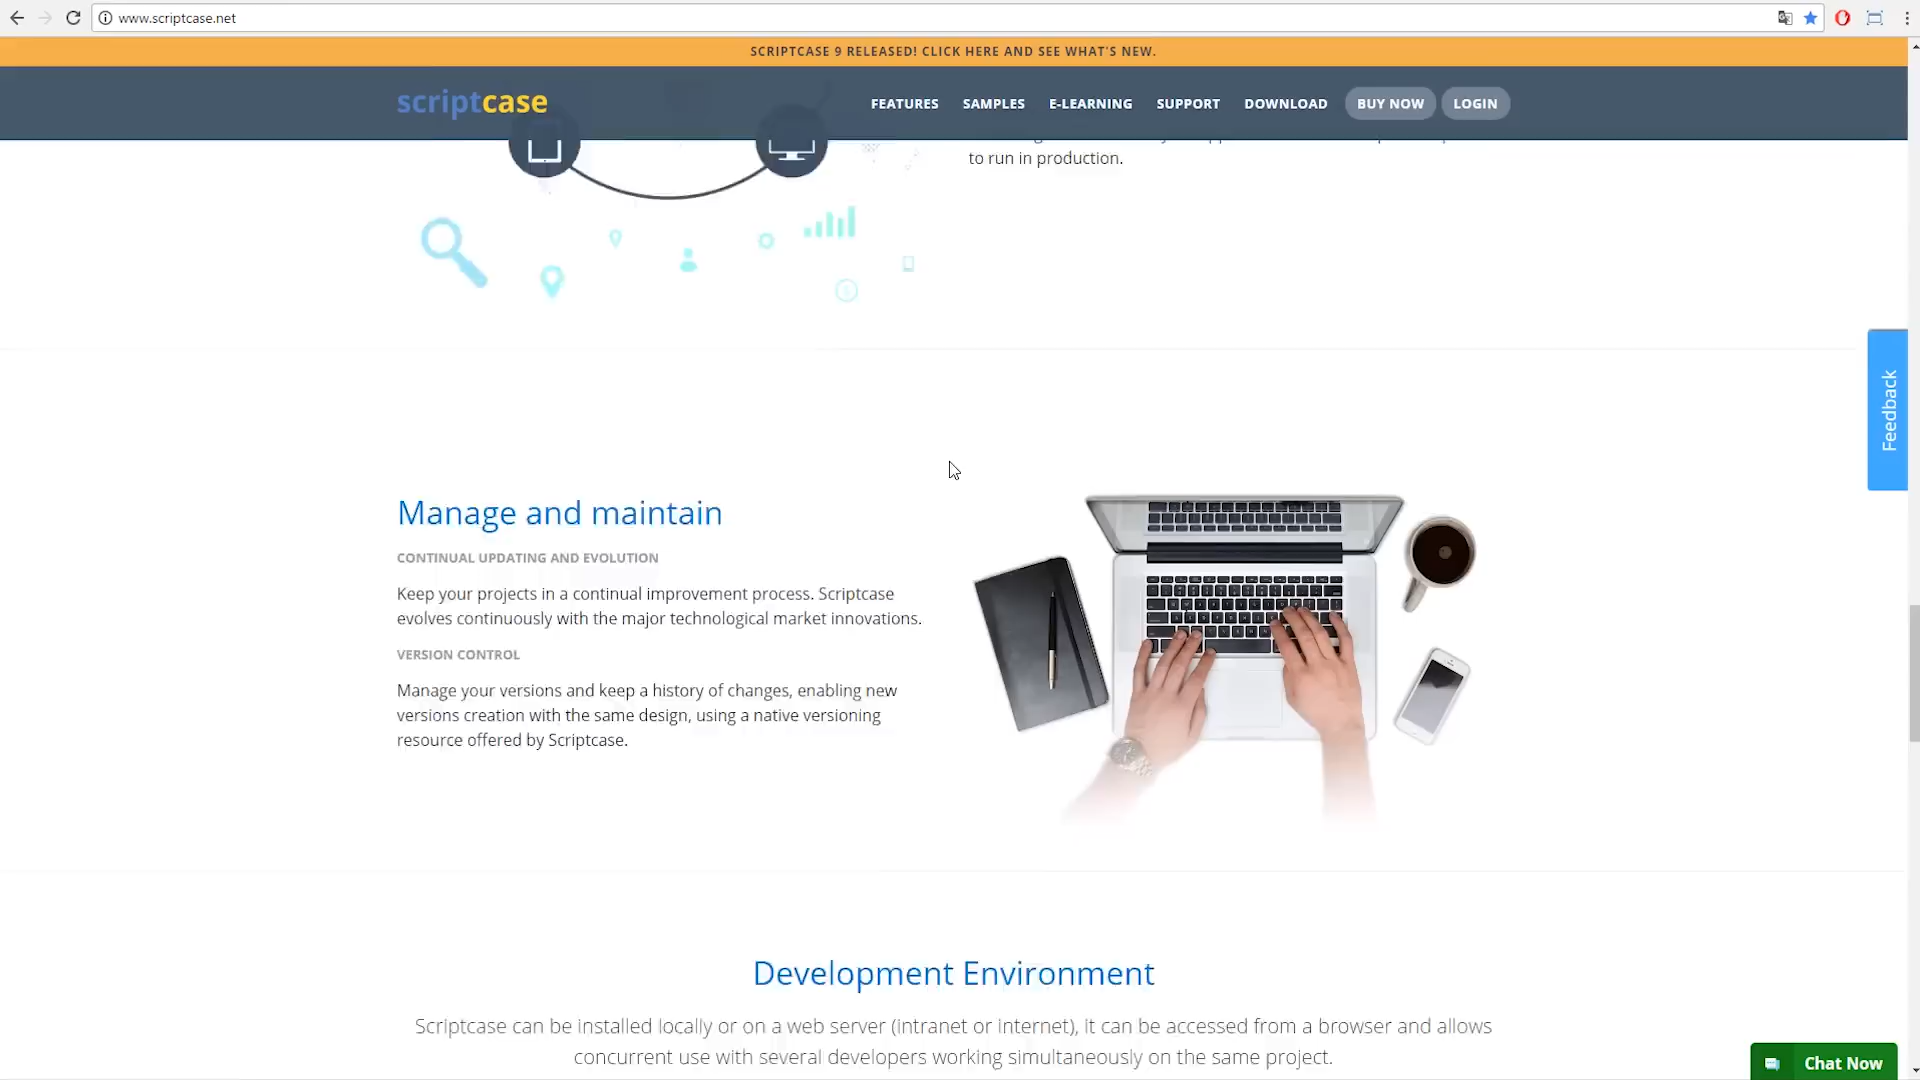 www.scriptcase.net
SCRIPTCASE 9 RELEASED! CLICK HERE AND SEE WHAT'S NEW.
scriptcase
FEATURES SAMPLES E-LEARNING SUPPORT DOWNLOAD BUY NOW LOGIN
to run in production.
Feedback
Manage and maintain
CONTINUAL UPDATING AND EVOLUTION
Keep your projects in a continual improvement process. Scriptcase
evolves continuously with the major technological market innovations.
VERSION CONTROL
Manage your versions and keep a history of changes, enabling new
versions creation with the same design, using a native versioning
resource offered by Scriptcase.
Development Environment
Scriptcase can be installed locally or on a web server (intranet or internet), it can be accessed from a browser and allows
concurrent use with several developers working simultaneously on the same project.
Chat Now